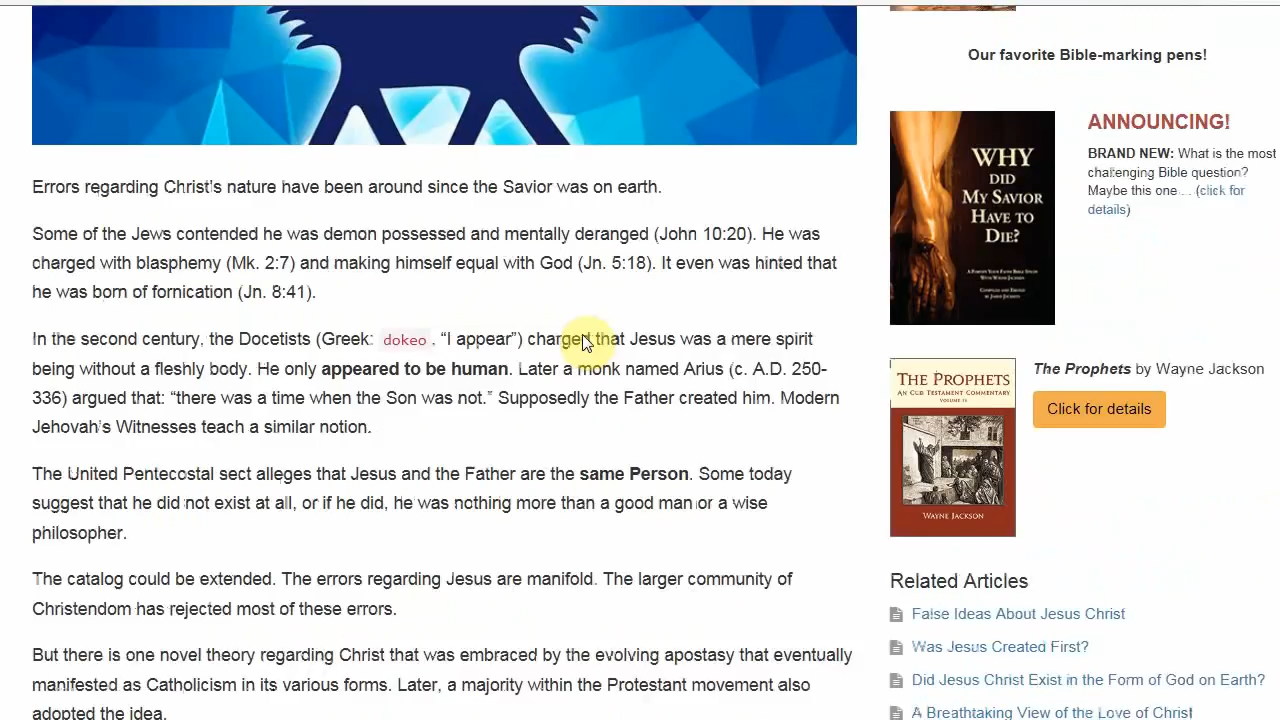 Errors regarding Christ's nature have been around since the Savior was on earth.
Some of the Jews contended he was demon possessed and mentally deranged (John 10:20). He was
charged with blasphemy (Mk. 2:7) and making himself equal with God (Jn. 5:18). It even was hinted that
he was born of fornication (Jn. 8:41).
In the second century, the Docetists (Greek: dokeo, “I appear”) charged that Jesus was a mere spirit
being without a fleshly body. He only appeared to be human. Later a monk named Arius (c. A.D. 250-
336) argued that: “there was a time when the Son was not.” Supposedly the Father created him. Modern
Jehovah's Witnesses teach a similar notion.
The United Pentecostal sect alleges that Jesus and the Father are the same Person. Some today
suggest that he did not exist at all, or if he did, he was nothing more than a good man or a wise
philosopher.
The catalog could be extended. The errors regarding Jesus are manifold. The larger community of
Christendom has rejected most of these errors.
But there is one novel theory regarding Christ that was embraced by the evolving apostasy that eventually
manifested as Catholicism in its various forms. Later, a majority within the Protestant movement also
adopted the idea.
Our favorite Bible-marking pens!
WHY
DID
MY SAVIOR
HAVE TO
DIE?
ANNOUNCING!
BRAND NEW: What is the most
challenging Bible question?
Maybe this one ... (click for
details)
THE PROPHETS
AN OLD TESTAMENT COMMENTARY
WAYNE JACKSON
The Prophets by Wayne Jackson
Click for details
Related Articles
False Ideas About Jesus Christ
Was Jesus Created First?
Did Jesus Christ Exist in the Form of God on Earth?
A Breathtaking View of the Love of Christ